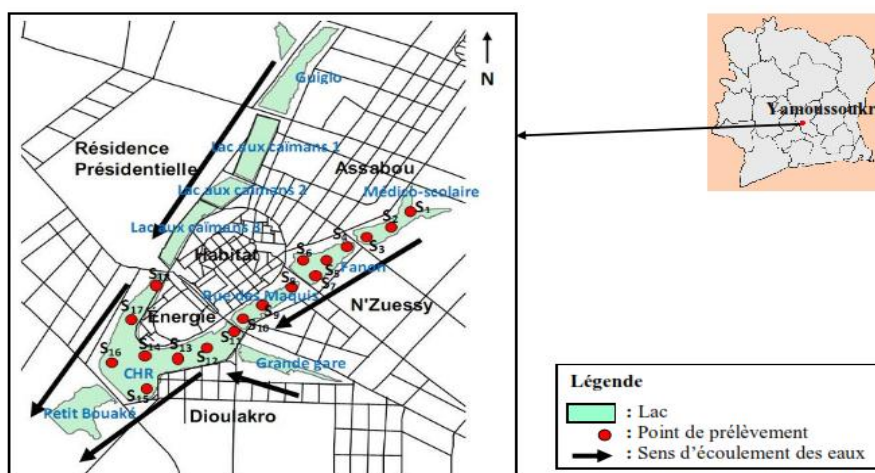 Guiglo
N
Résidence
Présidentielle
Lac aux caïmans 1
Assabou
Lac aux caïmans 2
Médico-scolaire
Lac aux caïmans 3
Habitat
S1
S2
S3
S4
S5
S6
S7
Fanon
S8
Rue des Maquis
N'Zuessy
S9
S10
S11
S12
S13
S14
S15
S16
S17
S18
Energie
CHR
Grande gare
Petit Bouaké
Dioulakro
Yamoussoukr
Légende
: Lac
: Point de prélèvement
: Sens d'écoulement des eaux